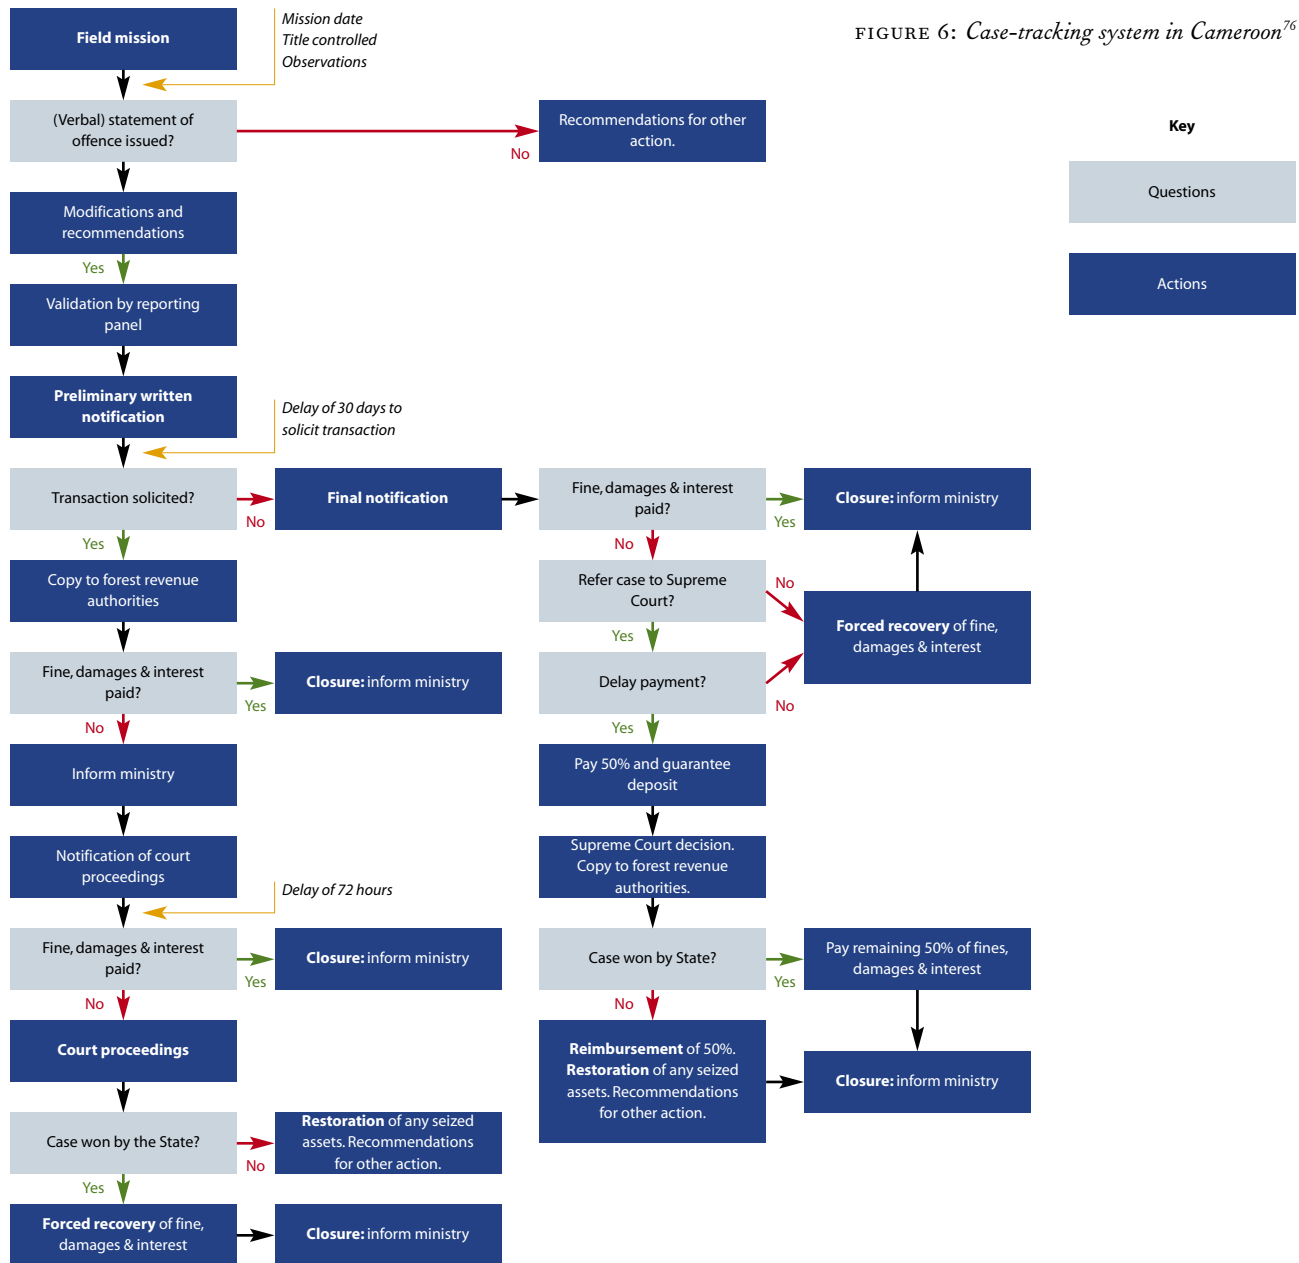 FIGURE 6: Case-tracking system in Cameroon76
Field mission
Mission date
Title controlled
Observations
(Verbal) statement of
offence issued?
No
Recommendations for other
action.
Key
Questions
Actions
Modifications and
recommendations
Yes
Validation by reporting
panel
Preliminary written
notification
Delay of 30 days to
solicit transaction
Transaction solicited?
No
Final notification
Fine, damages & interest
paid?
Yes
Closure: inform ministry
Yes
No
Copy to forest revenue
authorities
Refer case to Supreme
Court?
No
Forced recovery of fine,
damages & interest
Yes
Fine, damages & interest
paid?
Yes
Closure: inform ministry
Delay payment?
No
No
Yes
Inform ministry
Pay 50% and guarantee
deposit
Notification of court
proceedings
Supreme Court decision.
Copy to forest revenue
authorities.
Delay of 72 hours
Fine, damages & interest
paid?
Yes
Closure: inform ministry
Case won by State?
Yes
Pay remaining 50% of fines,
damages & interest
No
No
Court proceedings
Reimbursement of 50%.
Restoration of any seized
assets. Recommendations
for other action.
Closure: inform ministry
Case won by the State?
No
Restoration of any seized
assets. Recommendations
for other action.
Yes
Forced recovery of fine,
damages & interest
Closure: inform ministry